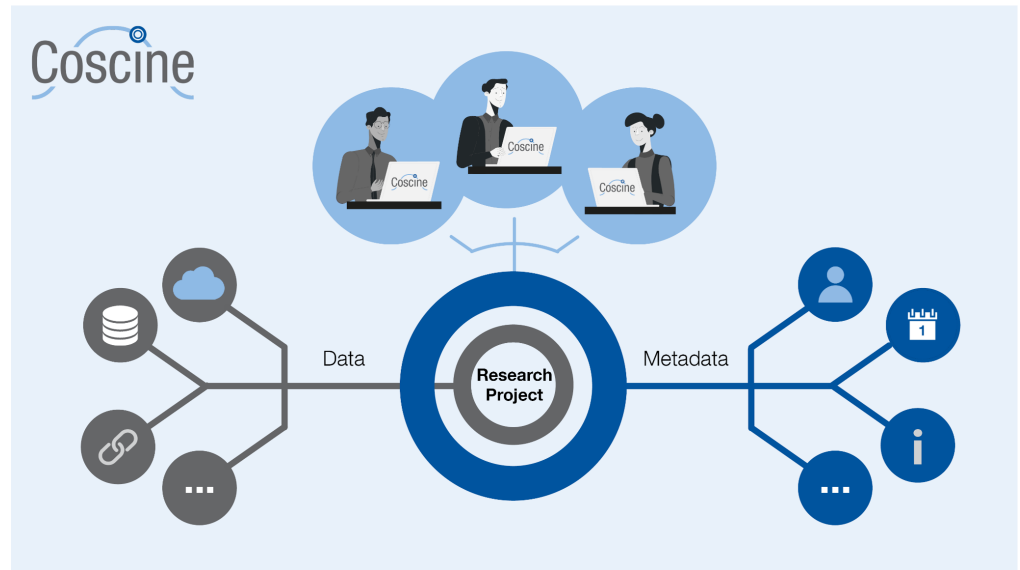 Coscine
Coscine
Coscine
Coscine
Data
Metadata
1
Research
Project